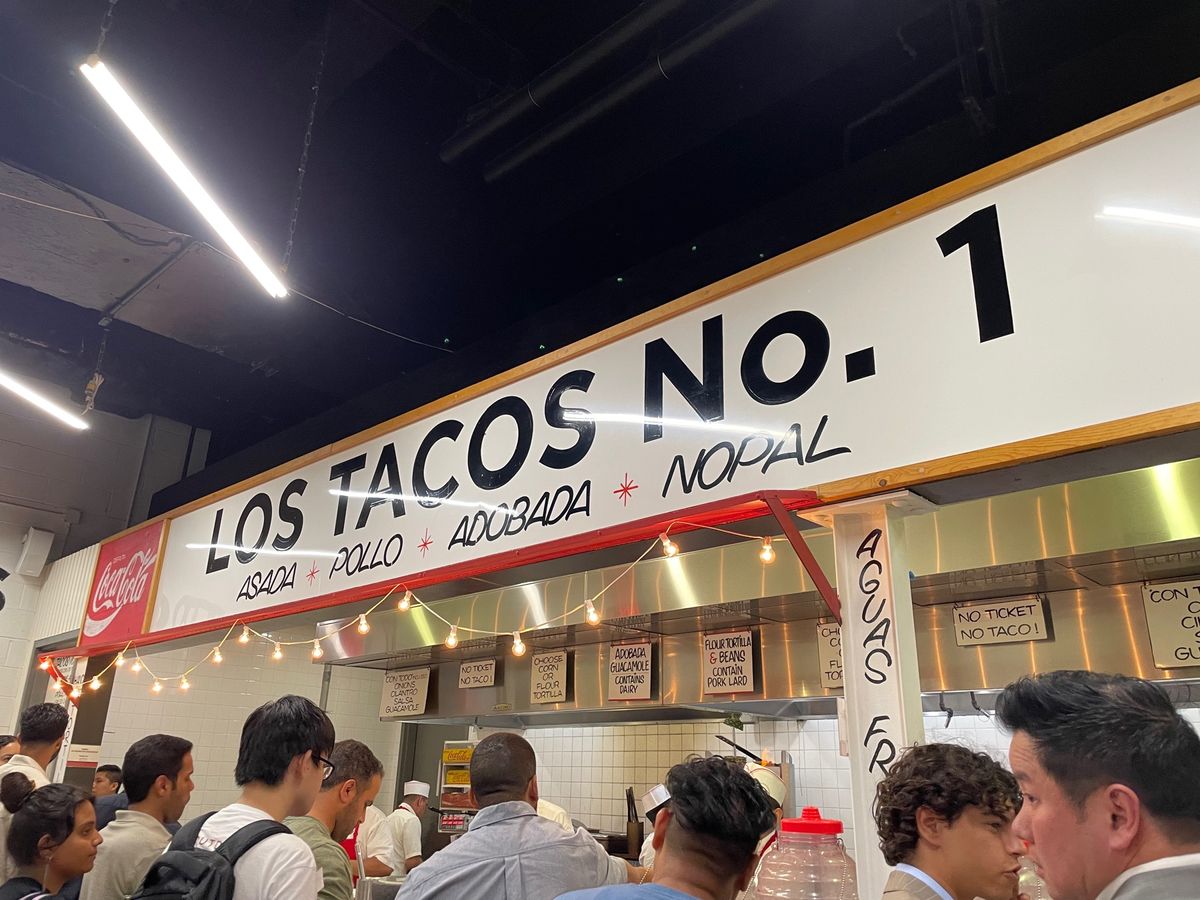 LOS TACOS No. 1
ASADA * POLLO * ADOBADA * NOPAL
Coca-Cola
CON TODO
ONIONS
CILANTRO
SALSA
GUACAMOLE
NO TICKET
NO TACO!
CHOOSE
CORN
OR
FLOUR
TORTILLA
ADOBADA
GUACAMOLE
CONTAINS
DAIRY
FLOUR TORTILLA
& BEANS
CONTAIN
PORK LARD
AGUAS FR
NO TICKET
NO TACO!
CON T